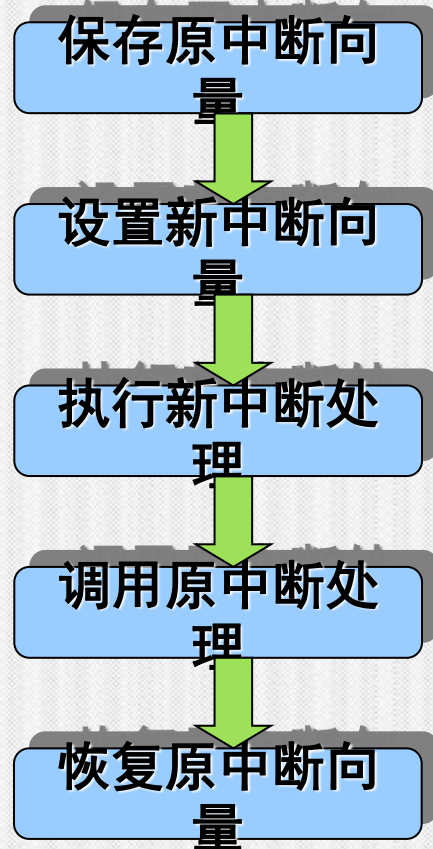 保存原中断向
量
设置新中断向
量
执行新中断处
理
调用原中断处
理
恢复原中断向
量